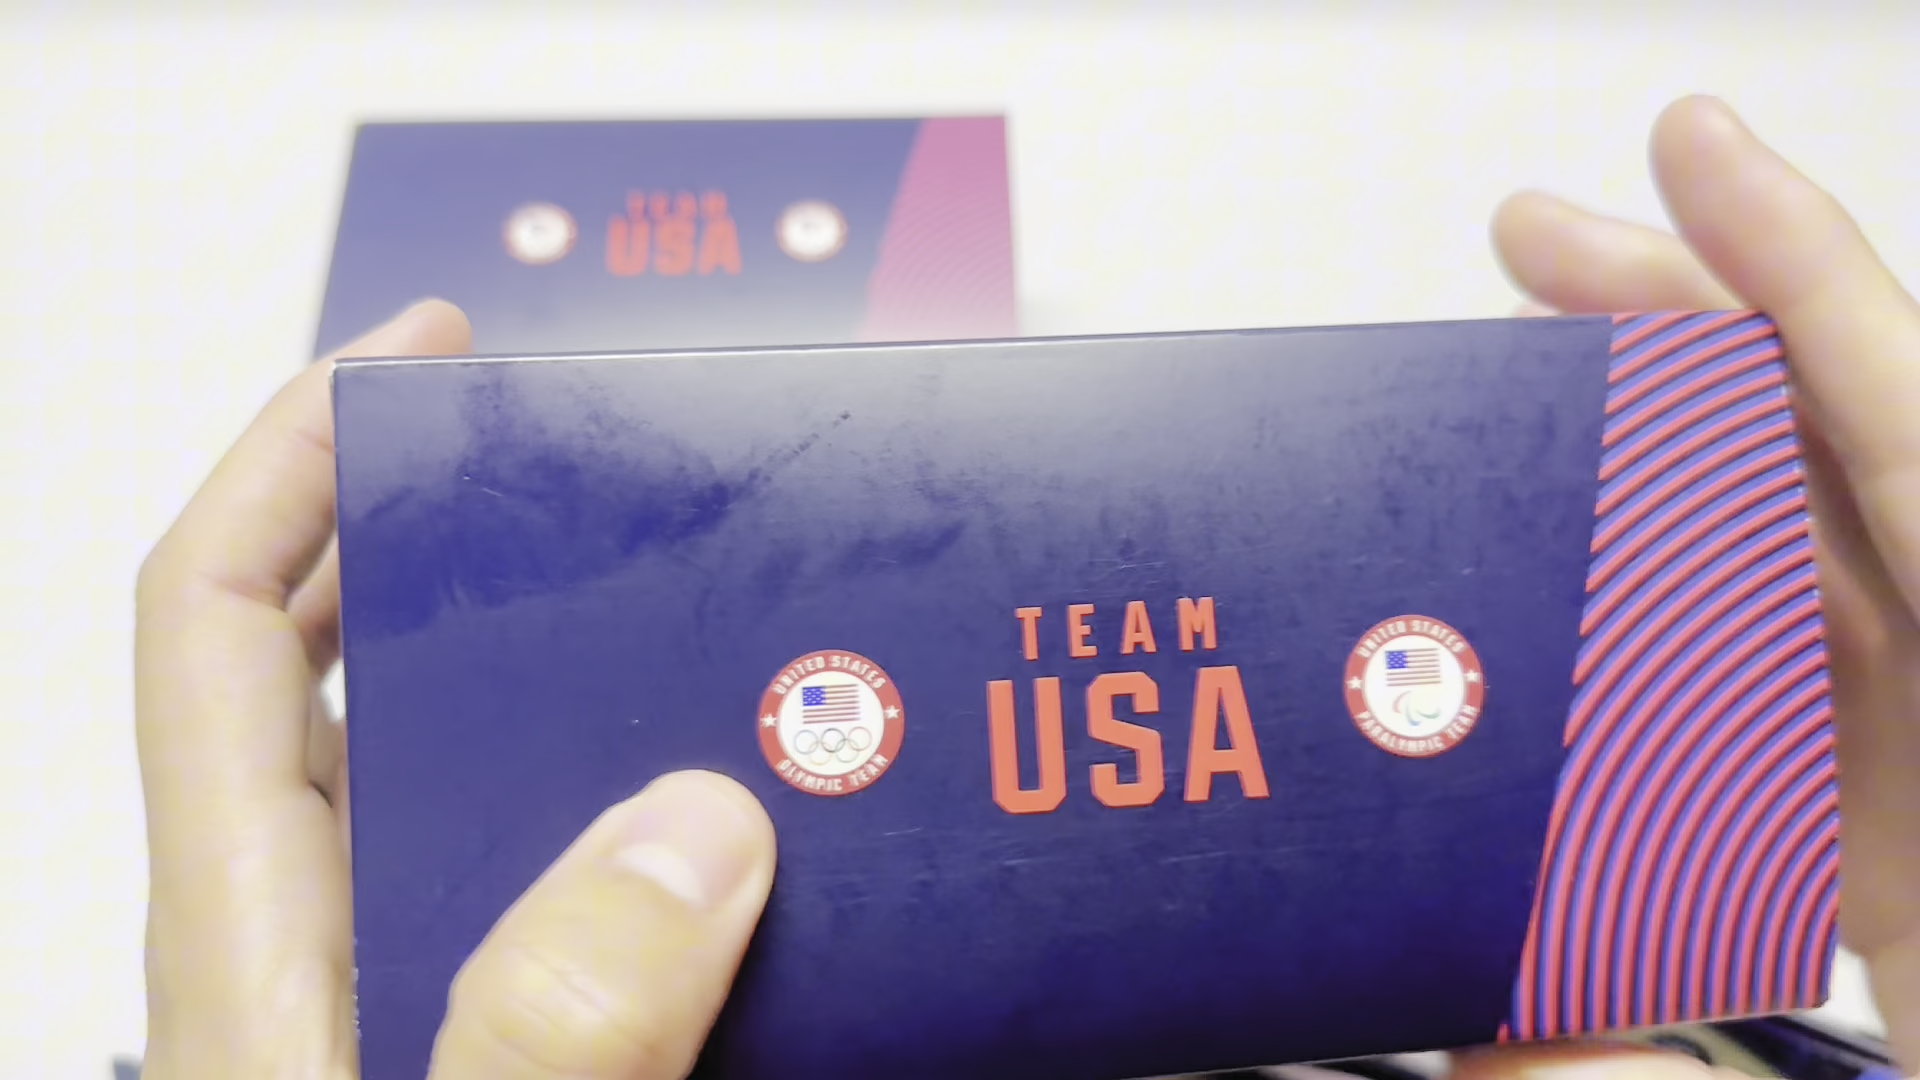 TEAM
USA
UNITED STATES
OLYMPIC TEAM
TEAM
USA
UNITED STATES
PARALYMPIC TEAM